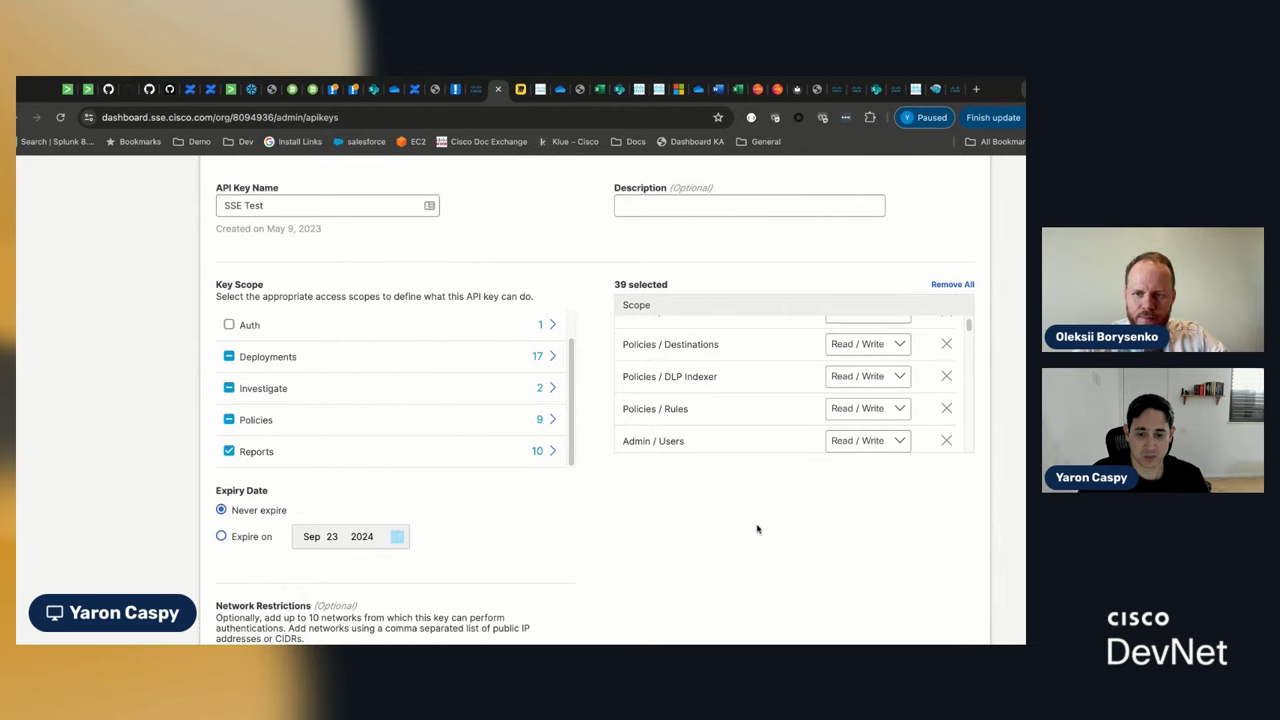 dashboard.sse.cisco.com/org/8094936/admin/apikeys
Paused
Finish update
Search | Splunk 8....
Bookmarks
Demo
Dev
Install Links
salesforce
EC2
Cisco Doc Exchange
Klue – Cisco
Docs
Dashboard KA
General
All Bookmar
API Key Name
Description (Optional)
SSE Test
Created on May 9, 2023
Key Scope
Select the appropriate access scopes to define what this API key can do.
39 selected
Remove All
Scope
Auth 1
Deployments 17
Investigate 2
Policies 9
Reports 10
Policies / Destinations Read / Write
Policies / DLP Indexer Read / Write
Policies / Rules Read / Write
Admin / Users Read / Write
Expiry Date
Never expire
Expire on Sep 23 2024
Network Restrictions (Optional)
Optionally, add up to 10 networks from which this key can perform
authentications. Add networks using a comma separated list of public IP
addresses or CIDRs.
Yaron Caspy
Oleksii Borysenko
Yaron Caspy
CISCO
DevNet